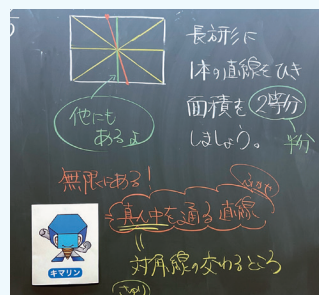 長方形に
1本の直線をひき
面積を2等分
しましょう。
半分
他にも
あるよ
無限にある!
真ん中を通る直線
対角線の交わるところ
キマリン